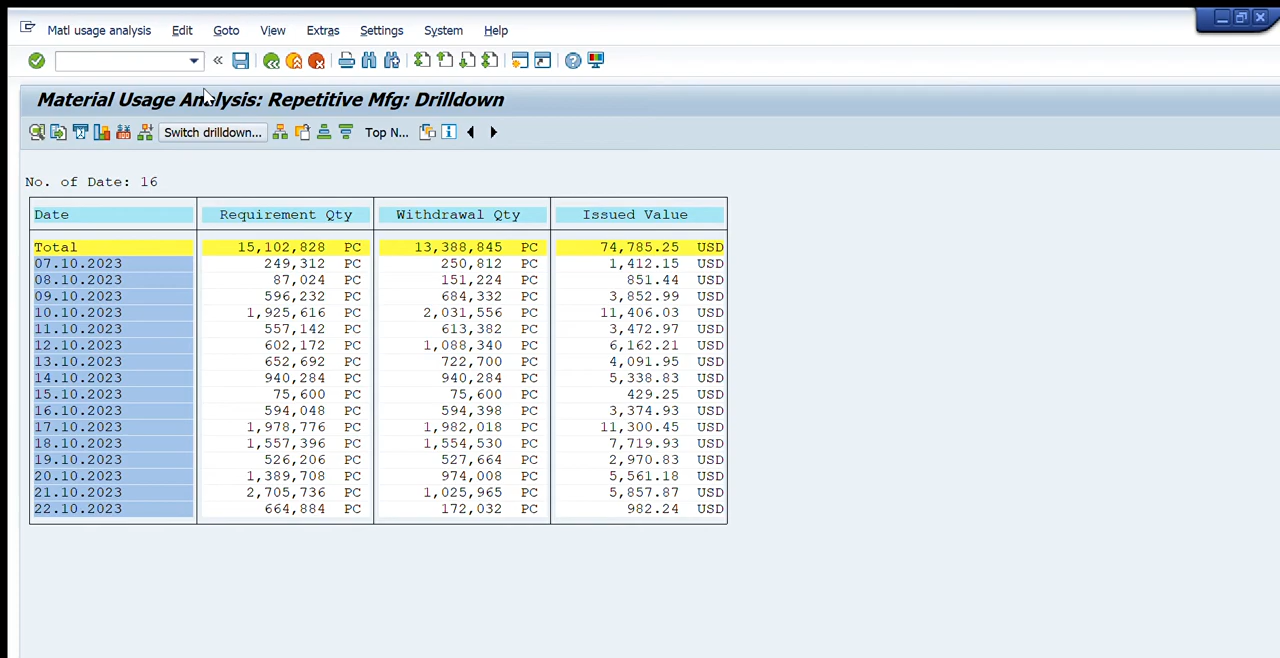 Matl usage analysis Edit Goto View Extras Settings System Help
Material Usage Analysis: Repetitive Mfg: Drilldown
Switch drilldown... Top N...
No. of Date: 16
Date Requirement Qty Withdrawal Qty Issued Value
Total 15,102,828 PC 13,388,845 PC 74,785.25 USD
07.10.2023 249,312 PC 250,812 PC 1,412.15 USD
08.10.2023 87,024 PC 151,224 PC 851.44 USD
09.10.2023 596,232 PC 684,332 PC 3,852.99 USD
10.10.2023 1,925,616 PC 2,031,556 PC 11,406.03 USD
11.10.2023 557,142 PC 613,382 PC 3,472.97 USD
12.10.2023 602,172 PC 1,088,340 PC 6,162.21 USD
13.10.2023 652,692 PC 722,700 PC 4,091.95 USD
14.10.2023 940,284 PC 940,284 PC 5,338.83 USD
15.10.2023 75,600 PC 75,600 PC 429.25 USD
16.10.2023 594,048 PC 594,398 PC 3,374.93 USD
17.10.2023 1,978,776 PC 1,982,018 PC 11,300.45 USD
18.10.2023 1,557,396 PC 1,554,530 PC 7,719.93 USD
19.10.2023 526,206 PC 527,664 PC 2,970.83 USD
20.10.2023 1,389,708 PC 974,008 PC 5,561.18 USD
21.10.2023 2,705,736 PC 1,025,965 PC 5,857.87 USD
22.10.2023 664,884 PC 172,032 PC 982.24 USD